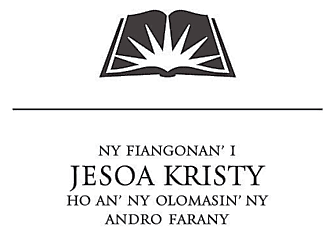 NY FIANGONAN' I
JESOA KRISTY
HO AN' NY OLOMASIN' NY
ANDRO FARANY